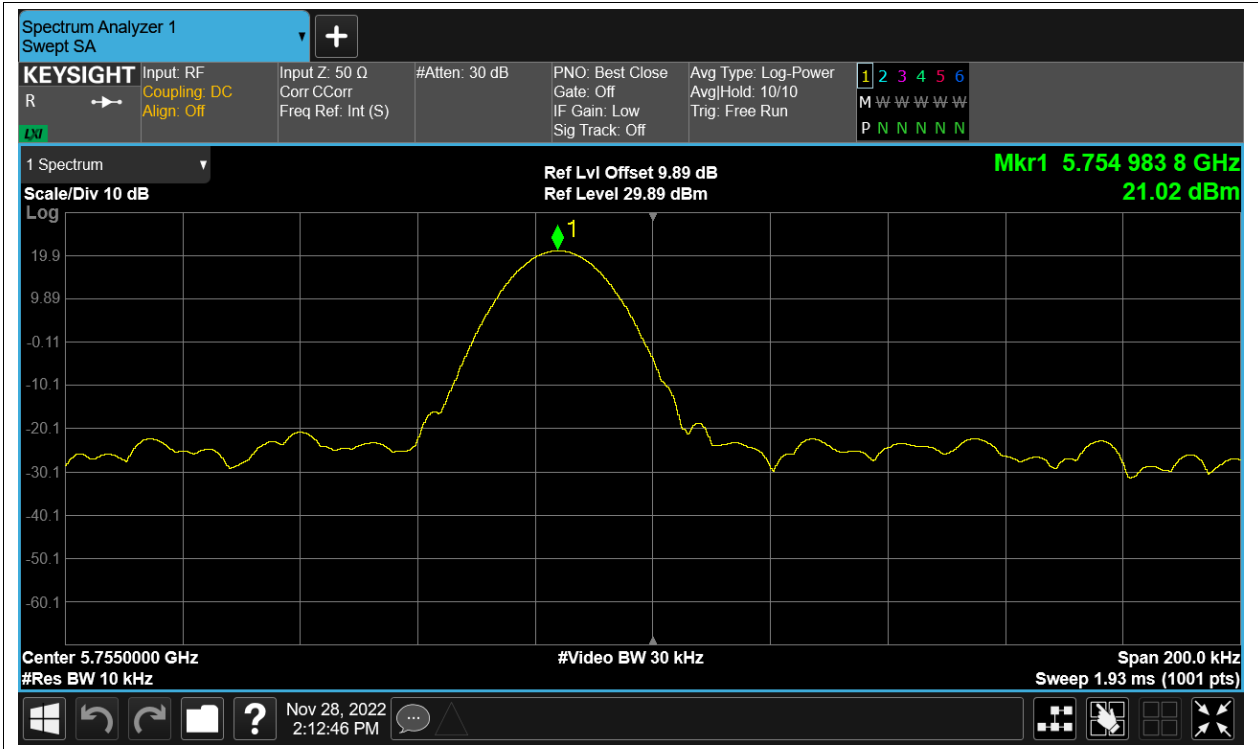 Spectrum Analyzer 1
Swept SA
KEYSIGHT
R
LXI
Input: RF
Coupling: DC
Align: Off
Input Z: 50 Ω
Corr CCorr
Freq Ref: Int (S)
#Atten: 30 dB
PNO: Best Close
Gate: Off
IF Gain: Low
Sig Track: Off
Avg Type: Log-Power
Avg|Hold: 10/10
Trig: Free Run
1 2 3 4 5 6
M W W W W W
P N N N N N
1 Spectrum
Scale/Div 10 dB
Log
Ref Lvl Offset 9.89 dB
Ref Level 29.89 dBm
Mkr1 5.754 983 8 GHz
21.02 dBm
1
19.9
9.89
-0.11
-10.1
-20.1
-30.1
-40.1
-50.1
-60.1
Center 5.7550000 GHz
#Video BW 30 kHz
Span 200.0 kHz
#Res BW 10 kHz
Sweep 1.93 ms (1001 pts)
?
Nov 28, 2022
2:12:46 PM